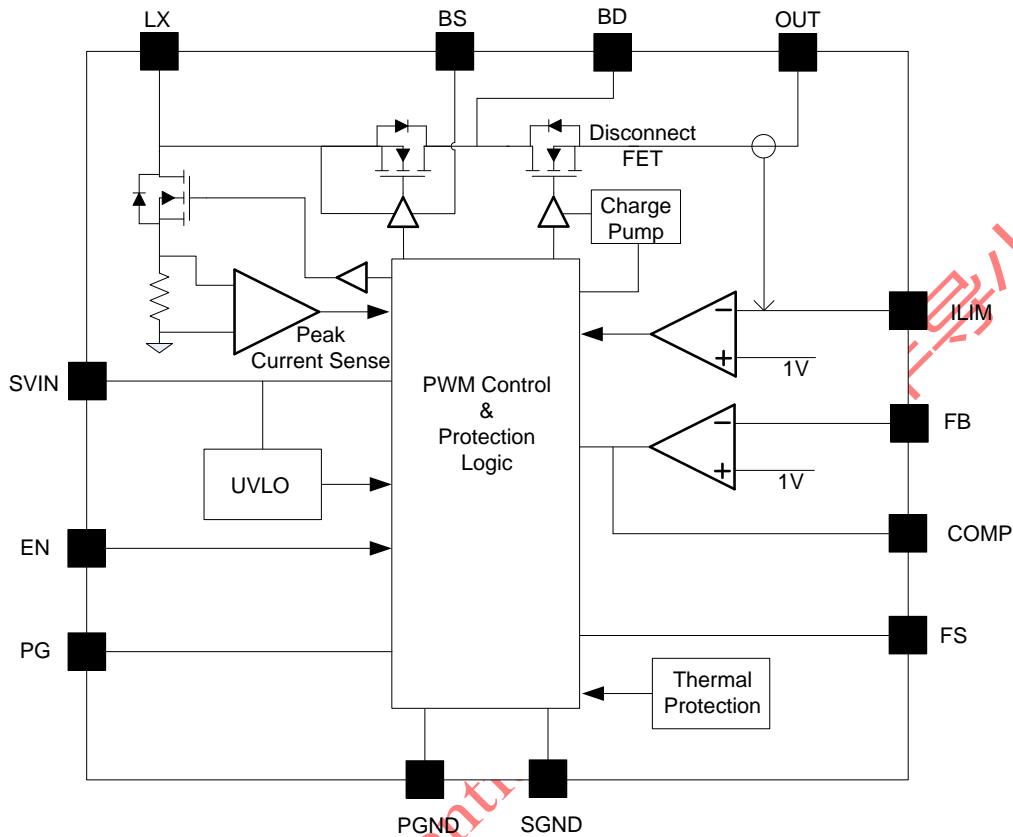 LX
BS
BD
OUT
Disconnect
FET
Charge
Pump
Peak
Current Sense
ILIM
1V
SVIN
PWM Control
&
Protection
Logic
FB
UVLO
1V
EN
COMP
PG
FS
Thermal
Protection
PGND
SGND